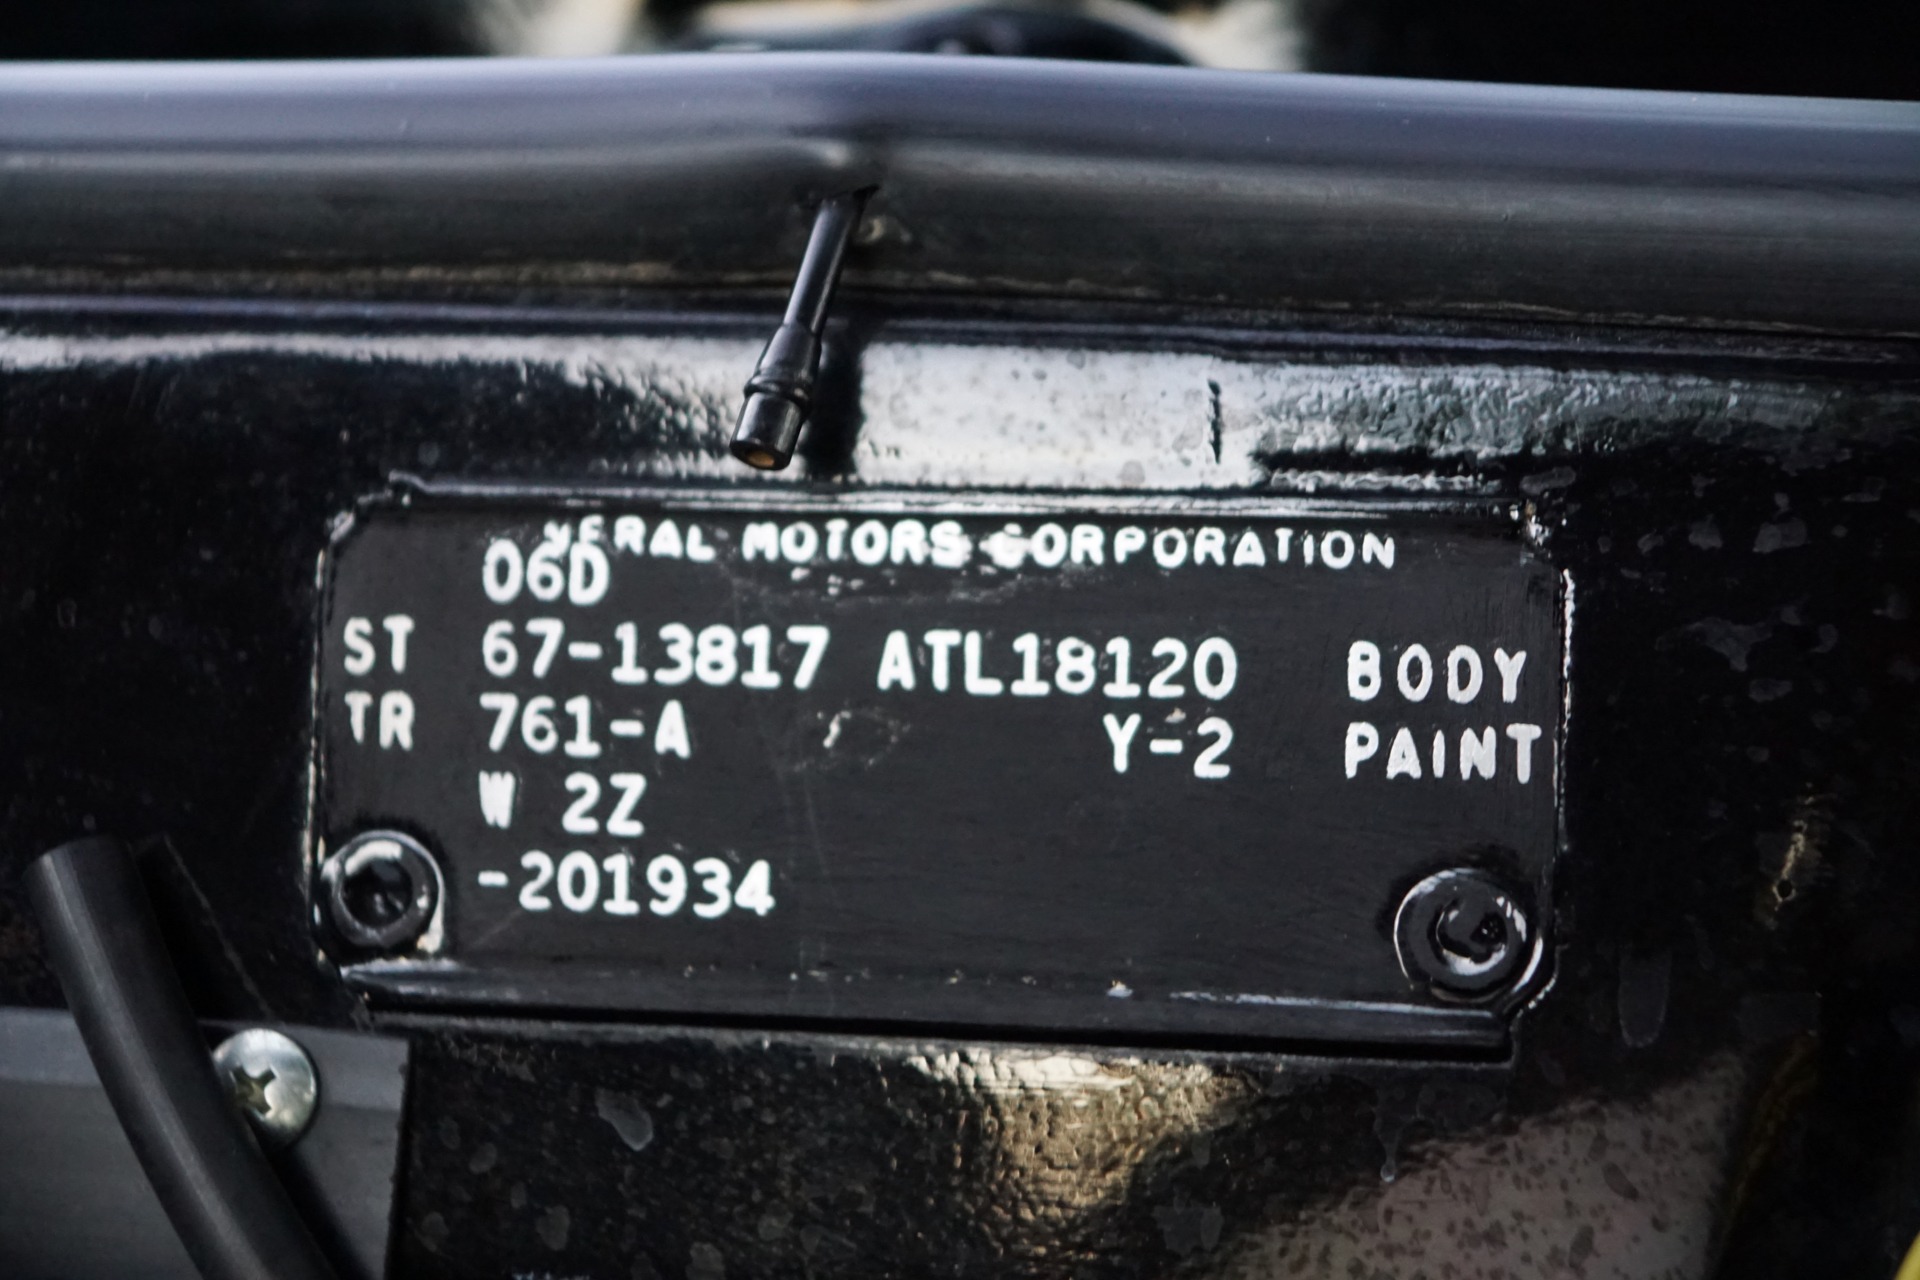 NERAL MOTORS CORPORATION
06D
ST 67-13817 ATL18120 BODY
TR 761-A Y-2 PAINT
W 2Z
-201934